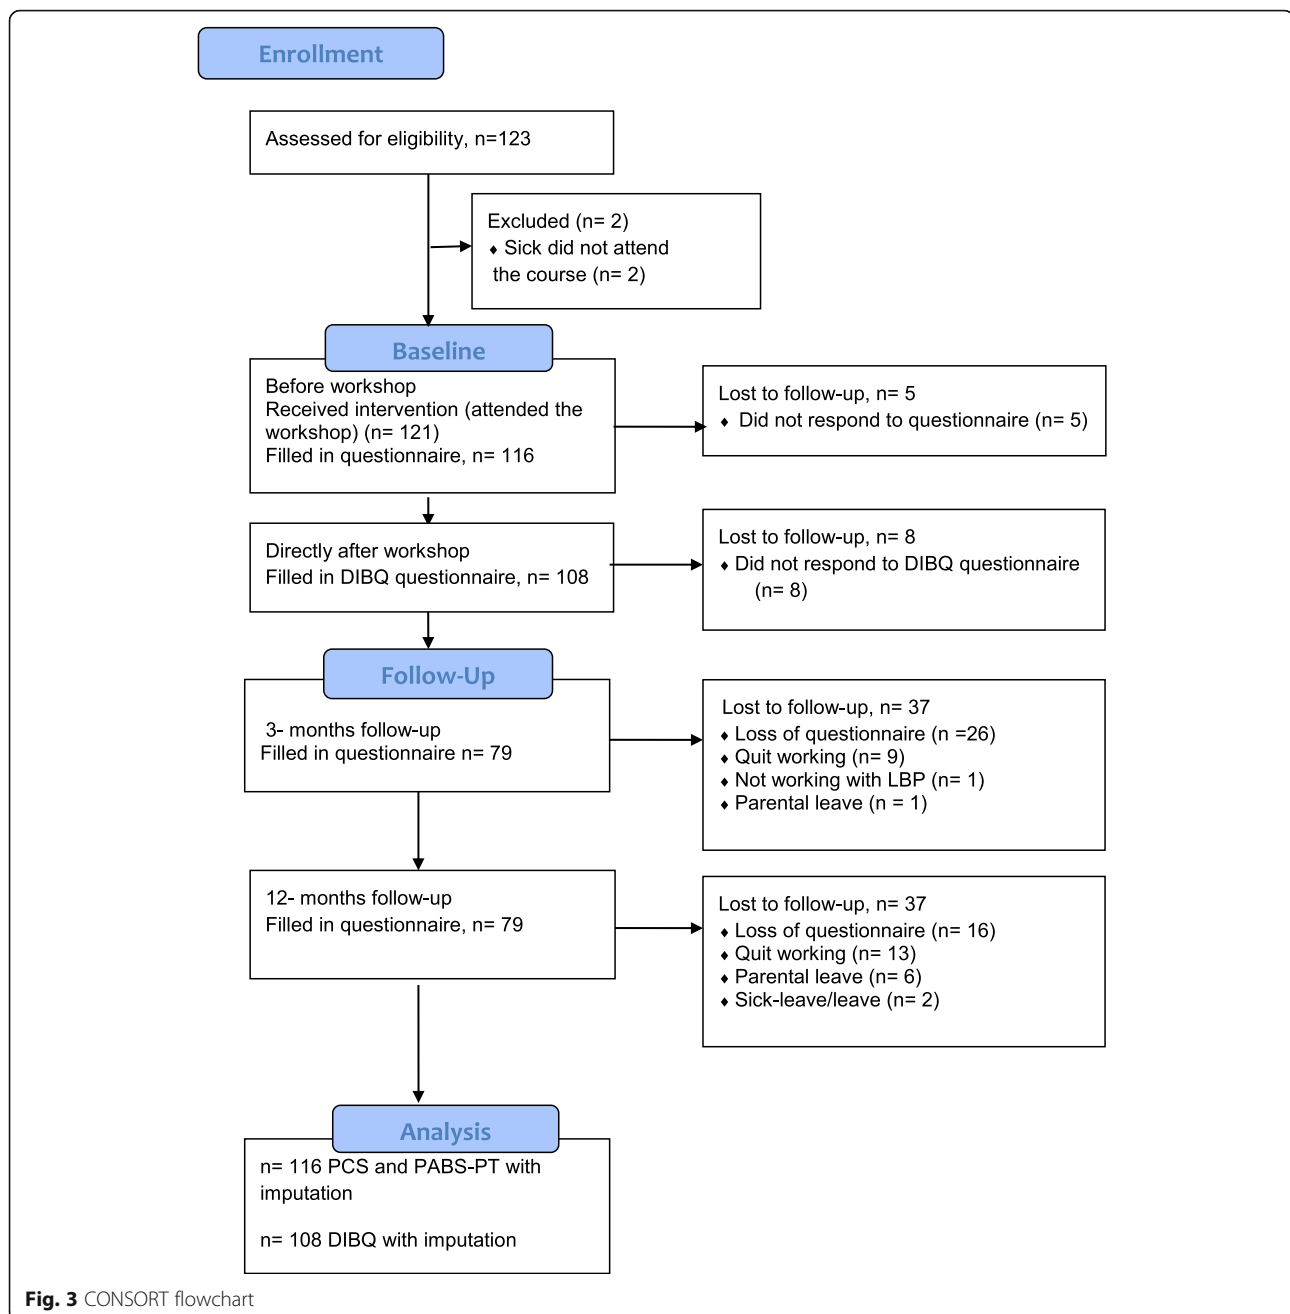 Enrollment
Assessed for eligibility, n=123
Excluded (n= 2)
♦ Sick did not attend
the course (n= 2)
Baseline
Before workshop
Received intervention (attended the
workshop) (n= 121)
Filled in questionnaire, n= 116
Lost to follow-up, n= 5
♦ Did not respond to questionnaire (n= 5)
Directly after workshop
Filled in DIBQ questionnaire, n= 108
Lost to follow-up, n= 8
♦ Did not respond to DIBQ questionnaire
(n= 8)
Follow-Up
3- months follow-up
Filled in questionnaire n= 79
Lost to follow-up, n= 37
♦ Loss of questionnaire (n =26)
♦ Quit working (n= 9)
♦ Not working with LBP (n= 1)
♦ Parental leave (n = 1)
12- months follow-up
Filled in questionnaire, n= 79
Lost to follow-up, n= 37
♦ Loss of questionnaire (n= 16)
♦ Quit working (n= 13)
♦ Parental leave (n= 6)
♦ Sick-leave/leave (n= 2)
Analysis
n= 116 PCS and PABS-PT with
imputation
n= 108 DIBQ with imputation
Fig. 3 CONSORT flowchart